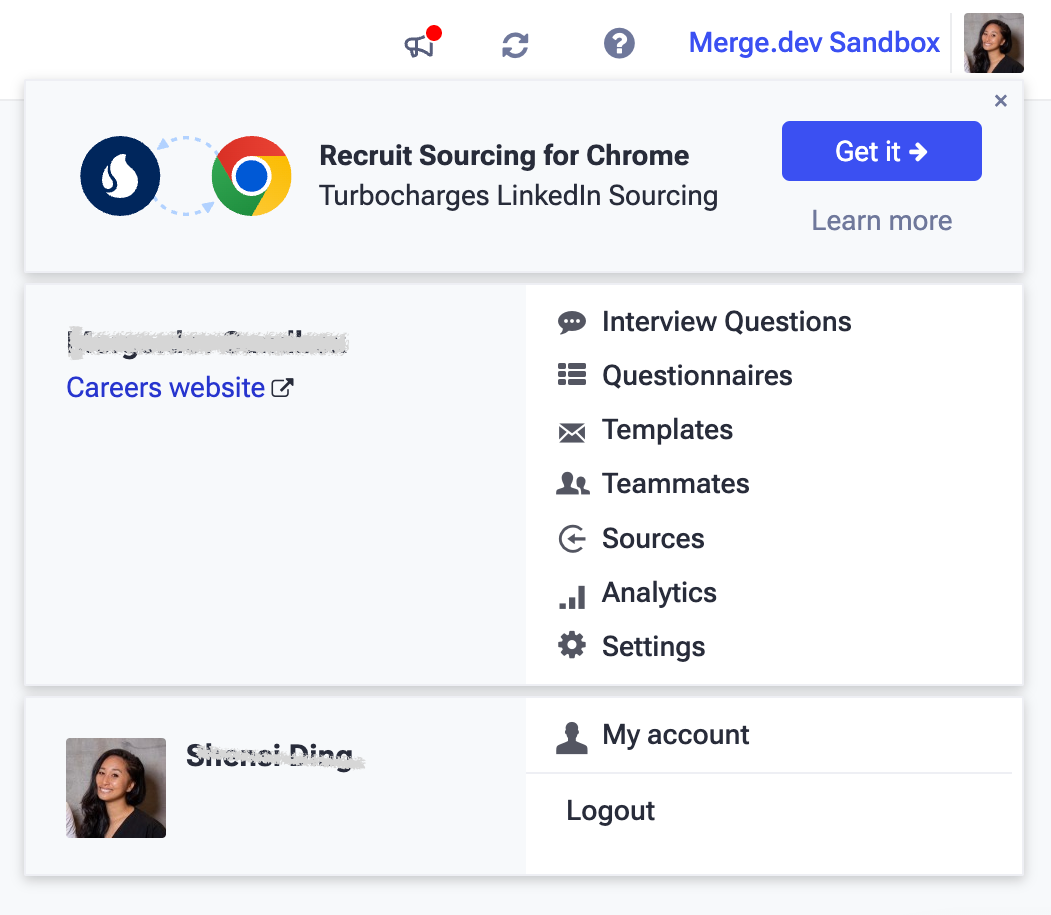 Merge.dev Sandbox
Recruit Sourcing for Chrome
Turbocharges LinkedIn Sourcing
Get it
Learn more
Careers website
Interview Questions
Questionnaires
Templates
Teammates
Sources
Analytics
Settings
My account
Logout